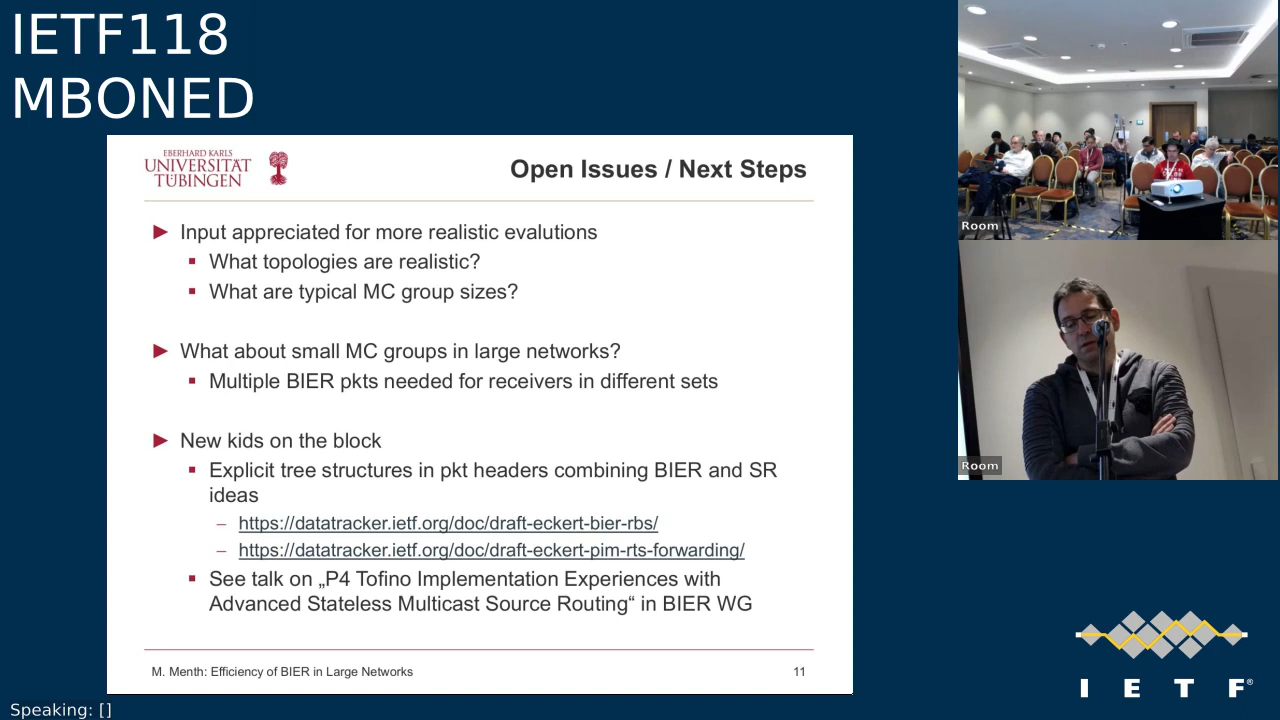 IETF118
MBONED
EBERHARD KARLS
UNIVERSITÄT
TÜBINGEN
Open Issues / Next Steps
► Input appreciated for more realistic evalutions
▪ What topologies are realistic?
▪ What are typical MC group sizes?
► What about small MC groups in large networks?
▪ Multiple BIER pkts needed for receivers in different sets
► New kids on the block
▪ Explicit tree structures in pkt headers combining BIER and SR
ideas
– https://datatracker.ietf.org/doc/draft-eckert-bier-rbs/
– https://datatracker.ietf.org/doc/draft-eckert-pim-rts-forwarding/
▪ See talk on „P4 Tofino Implementation Experiences with
Advanced Stateless Multicast Source Routing“ in BIER WG
M. Menth: Efficiency of BIER in Large Networks
11
Room
Room
I E T F®
Speaking: []